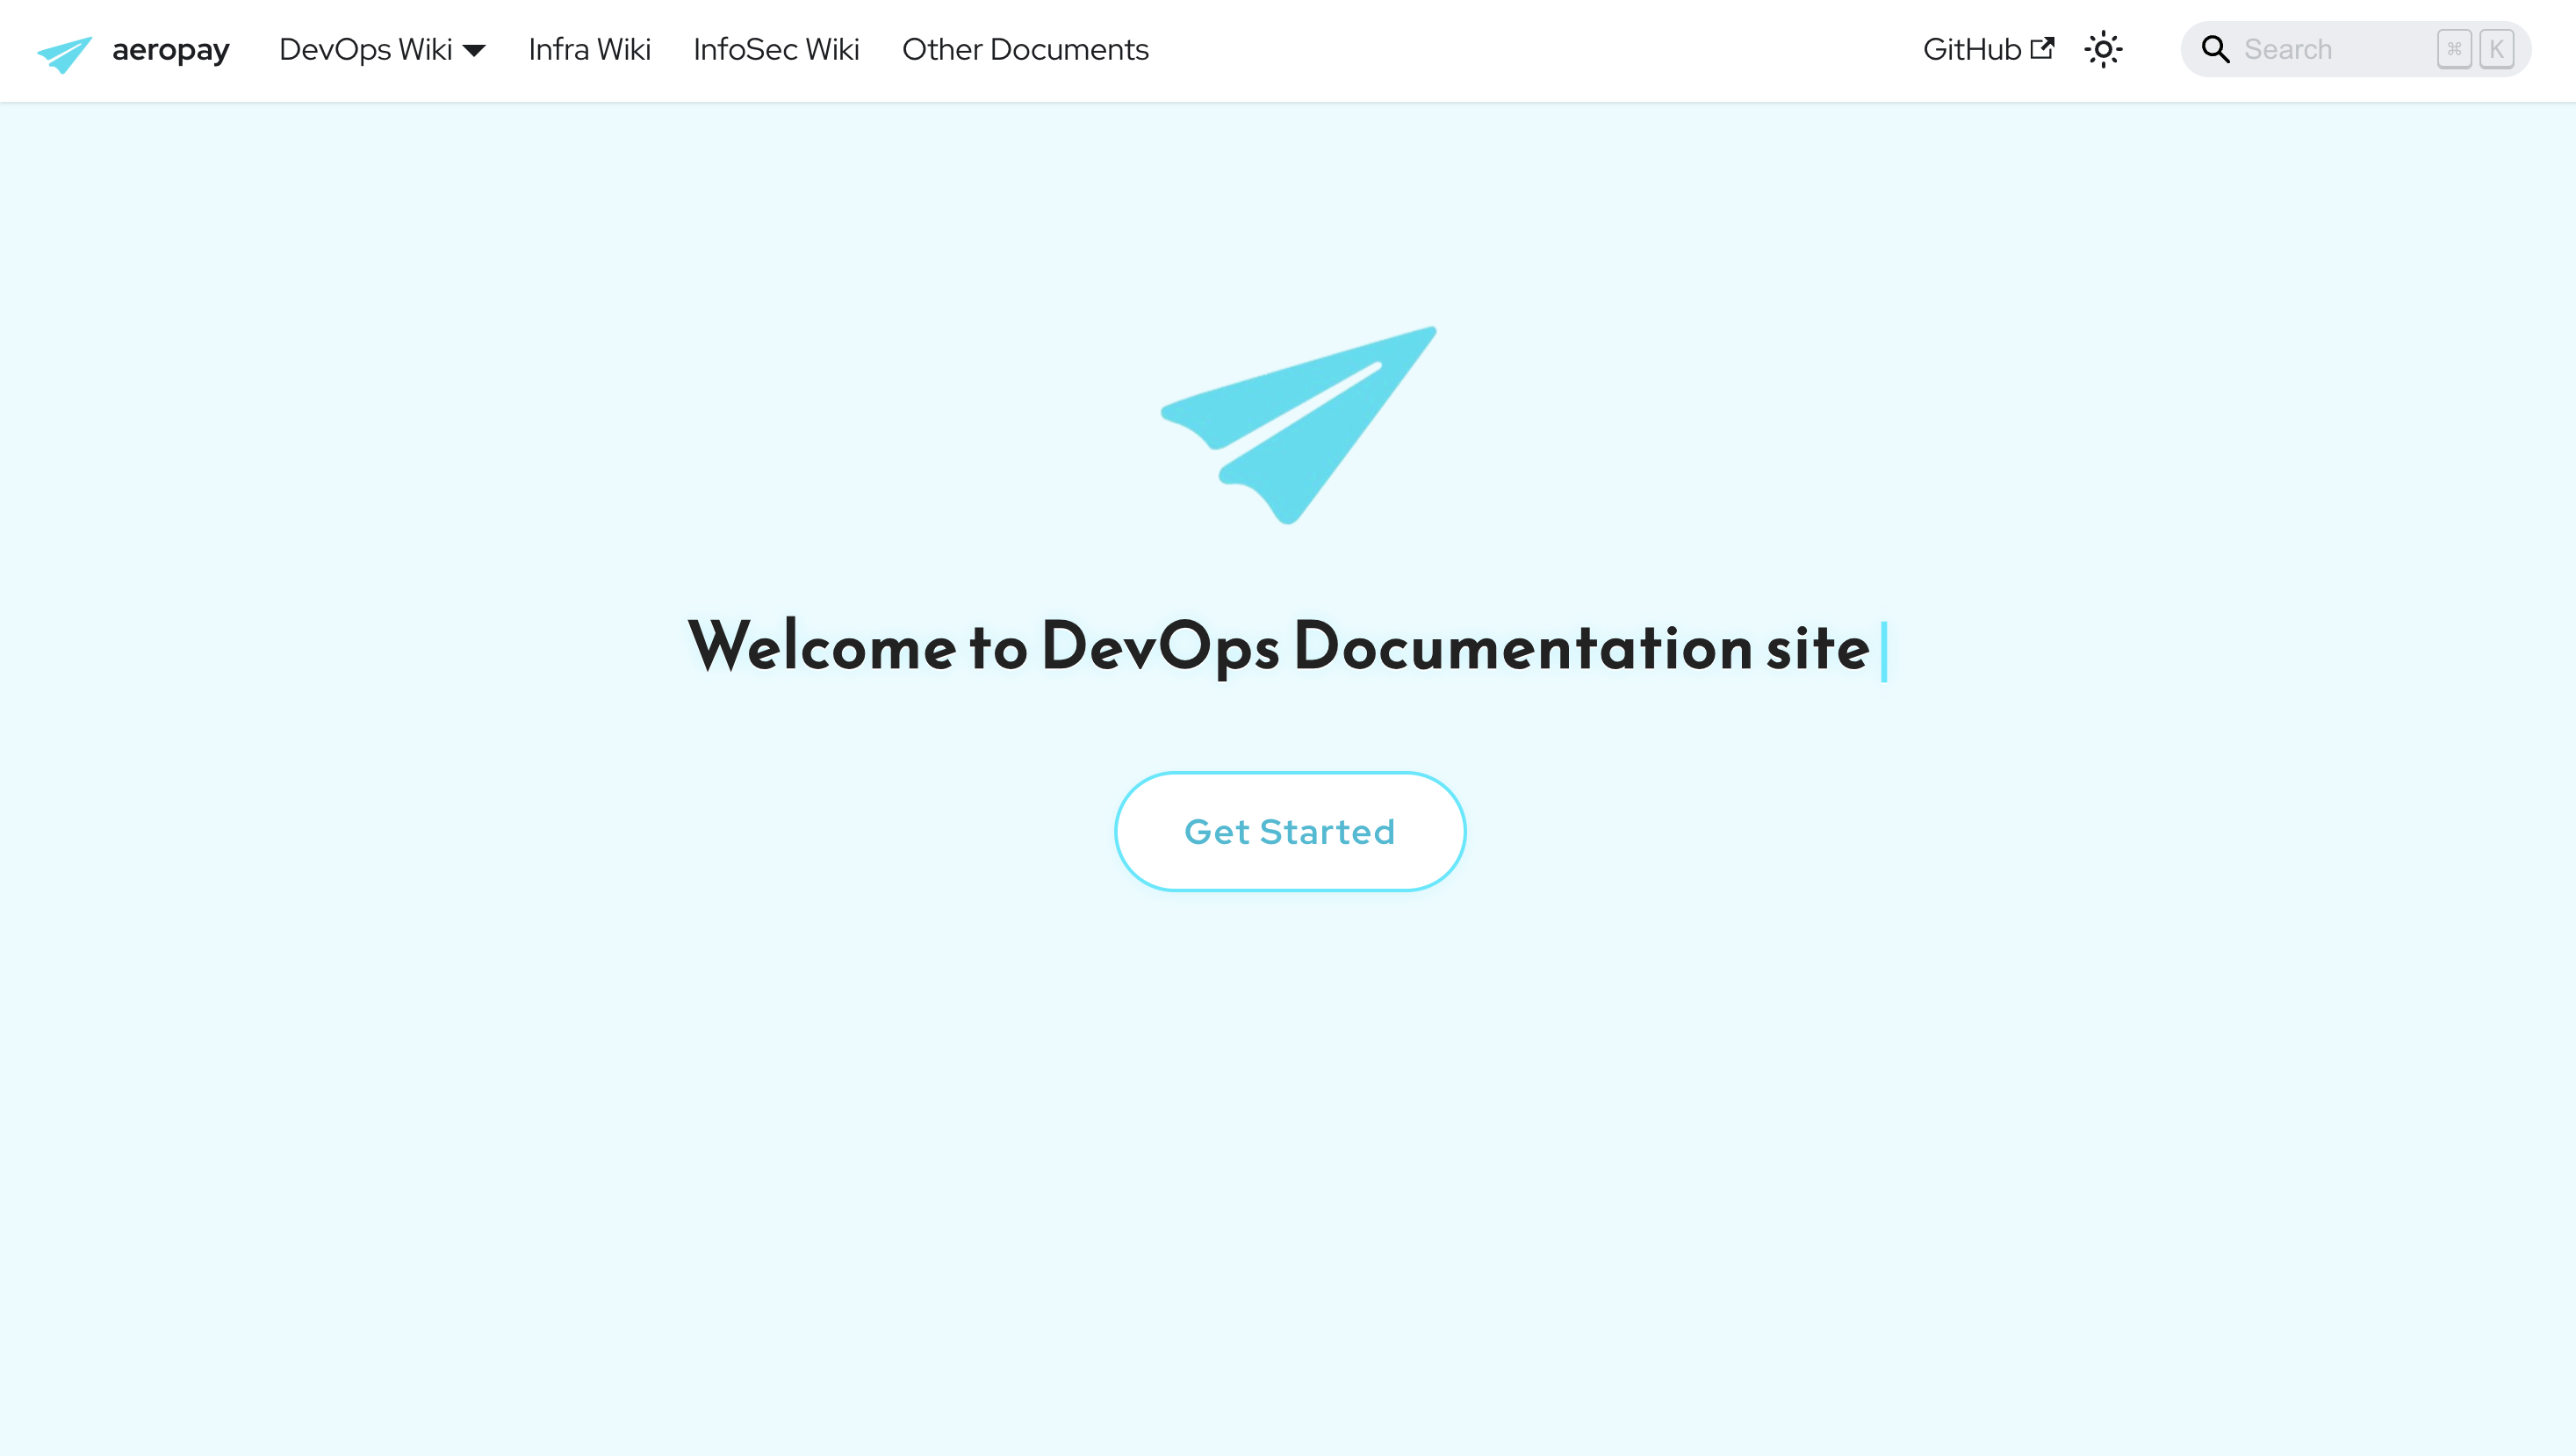 aeropay DevOps Wiki Infra Wiki InfoSec Wiki Other Documents GitHub Search ⌘ K
Welcome to DevOps Documentation site
Get Started